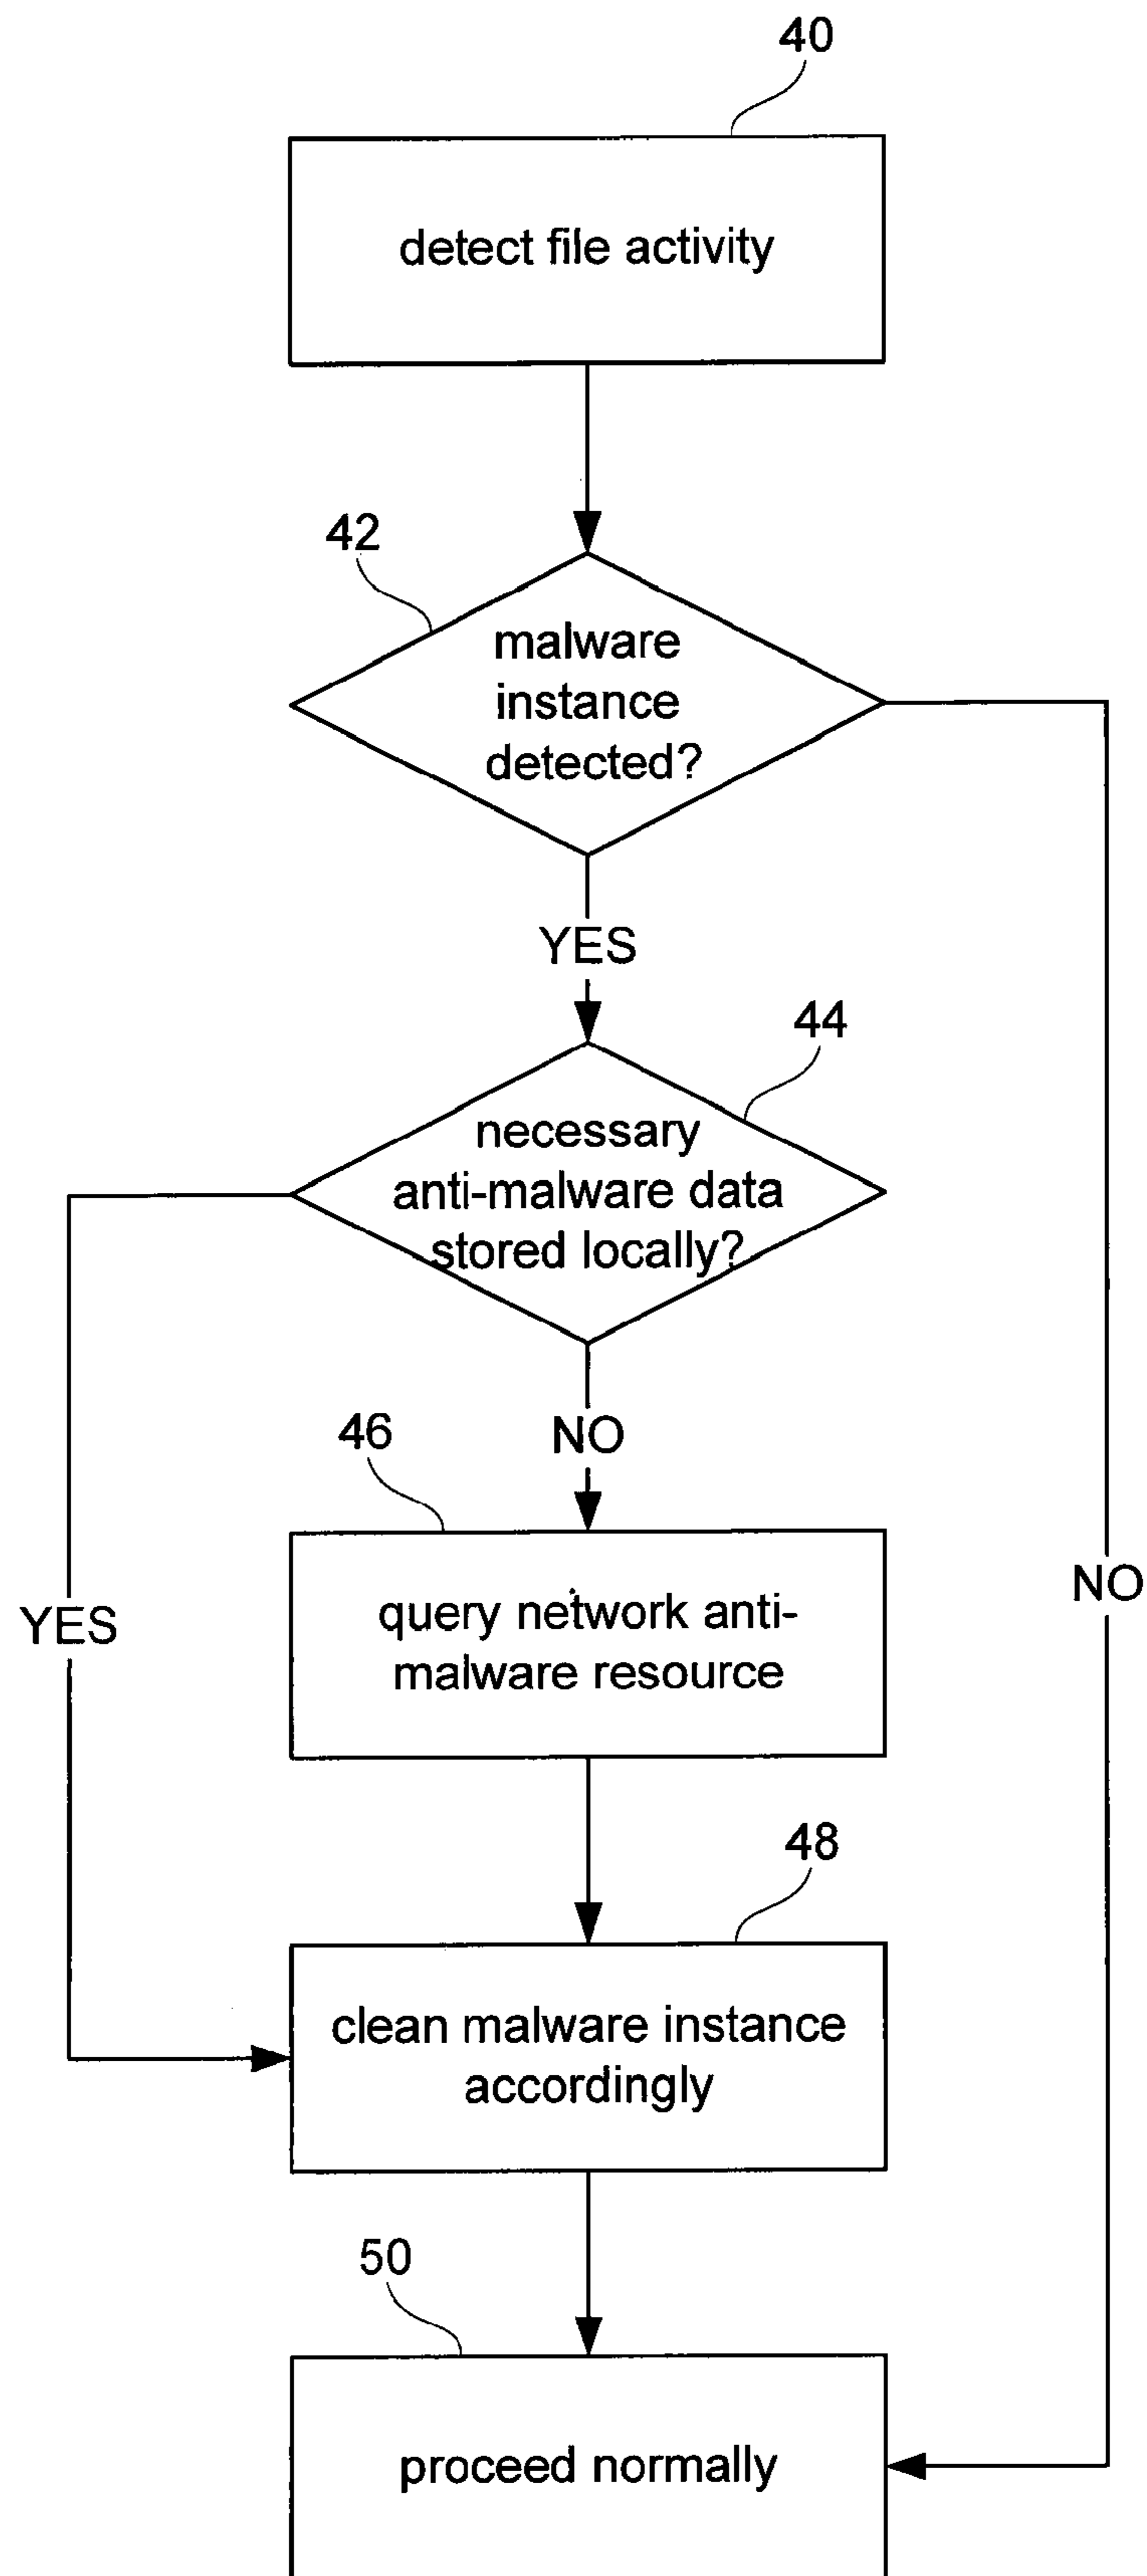 40
detect file activity
42
malware
instance
detected?
YES
44
necessary
anti-malware data
stored locally?
NO
46
query network anti-
malware resource
YES
NO
48
clean malware instance
accordingly
50
proceed normally